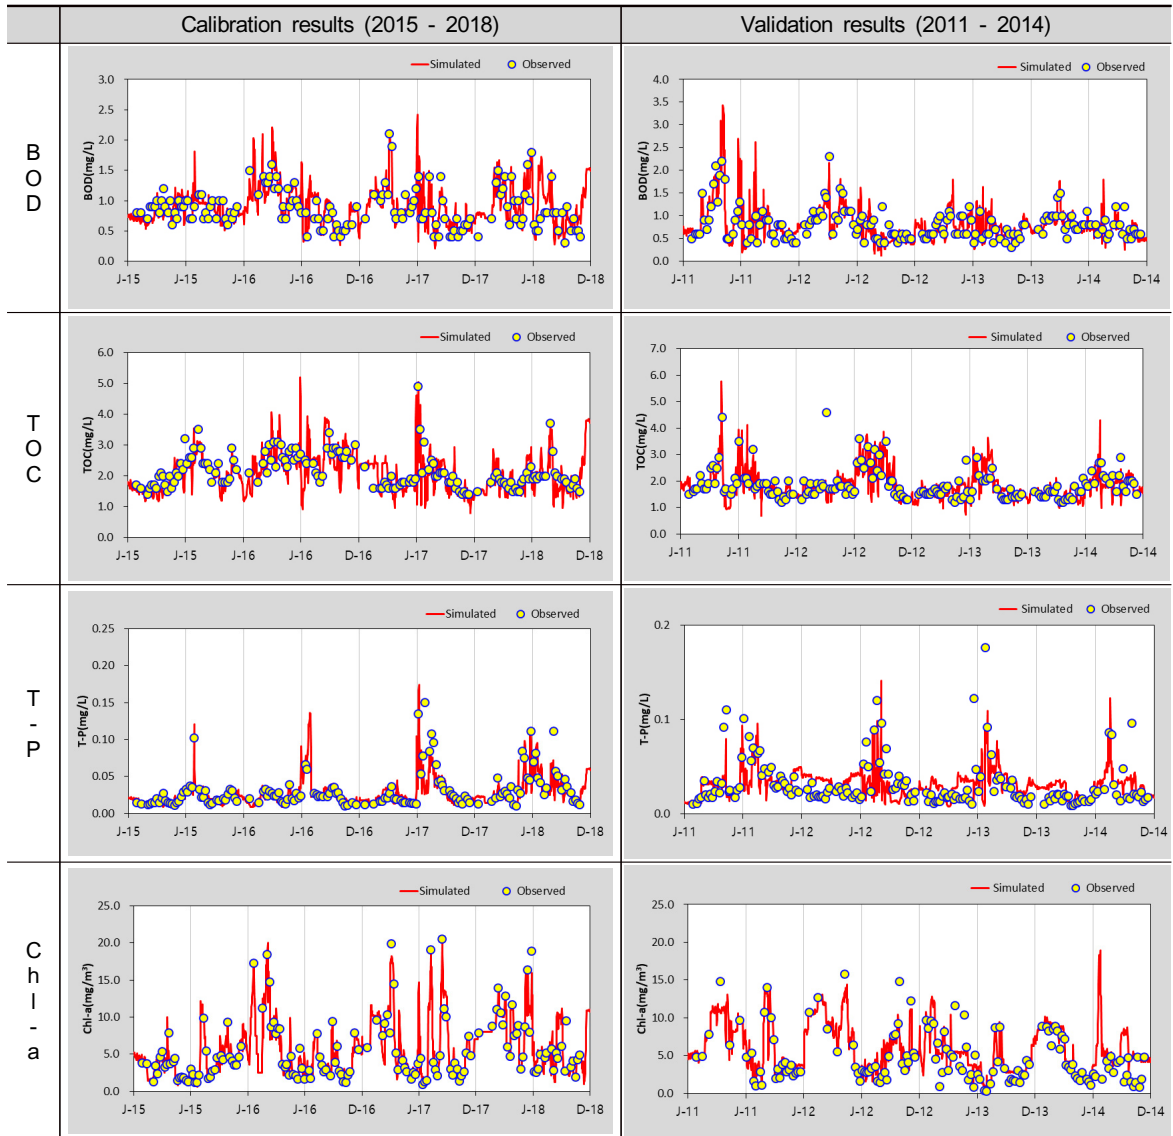 Calibration results (2015 - 2018)
Validation results (2011 - 2014)
B
O
D
Simulated Observed
BOD(mg/L)
3.0
2.5
2.0
1.5
1.0
0.5
0.0
J-15 J-15 J-16 J-16 D-16 J-17 D-17 J-18 D-18
Simulated Observed
BOD(mg/L)
4.0
3.5
3.0
2.5
2.0
1.5
1.0
0.5
0.0
J-11 J-11 J-12 J-12 D-12 J-13 D-13 J-14 D-14
T
O
C
Simulated Observed
TOC(mg/L)
6.0
5.0
4.0
3.0
2.0
1.0
0.0
J-15 J-15 J-16 J-16 D-16 J-17 D-17 J-18 D-18
Simulated Observed
TOC(mg/L)
7.0
6.0
5.0
4.0
3.0
2.0
1.0
0.0
J-11 J-11 J-12 J-12 D-12 J-13 D-13 J-14 D-14
T
-
P
Simulated Observed
T-P(mg/L)
0.25
0.20
0.15
0.10
0.05
0.00
J-15 J-15 J-16 J-16 D-16 J-17 D-17 J-18 D-18
Simulated Observed
T-P(mg/L)
0.2
0.1
0.0
J-11 J-11 J-12 J-12 D-12 J-13 D-13 J-14 D-14
C
h
l
-
a
Simulated Observed
Chl-a(mg/m³)
25.0
20.0
15.0
10.0
5.0
0.0
J-15 J-15 J-16 J-16 D-16 J-17 D-17 J-18 D-18
Simulated Observed
Chl-a(mg/m³)
25.0
20.0
15.0
10.0
5.0
0.0
J-11 J-11 J-12 J-12 D-12 J-13 D-13 J-14 D-14